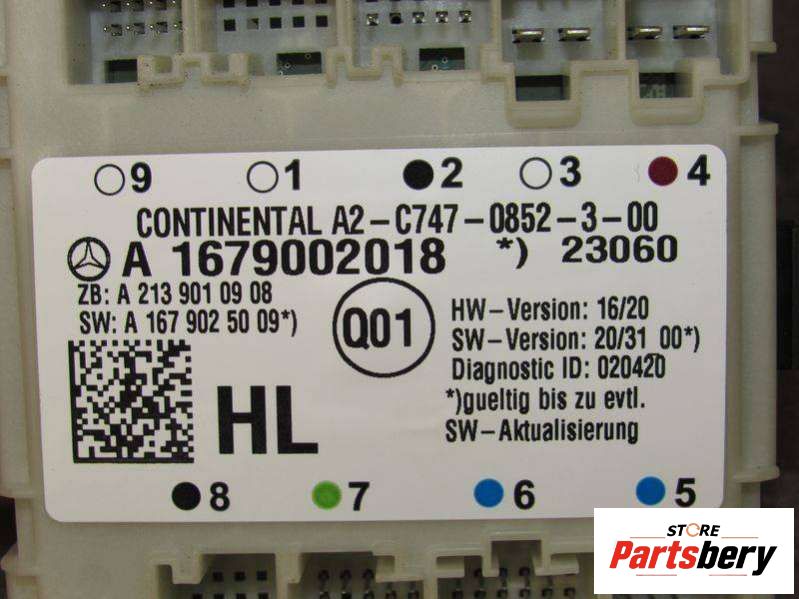 9 1 2 3 4
CONTINENTAL A2-C747-0852-3-00
A 1679002018 *) 23060
ZB: A 213 901 09 08
SW: A 167 902 50 09*)
Q01
HL
HW-Version: 16/20
SW-Version: 20/31 00*)
Diagnostic ID: 020420
*)gueltig bis zu evtl.
SW-Aktualisierung
8 7 6 5
STORE
Partsbery